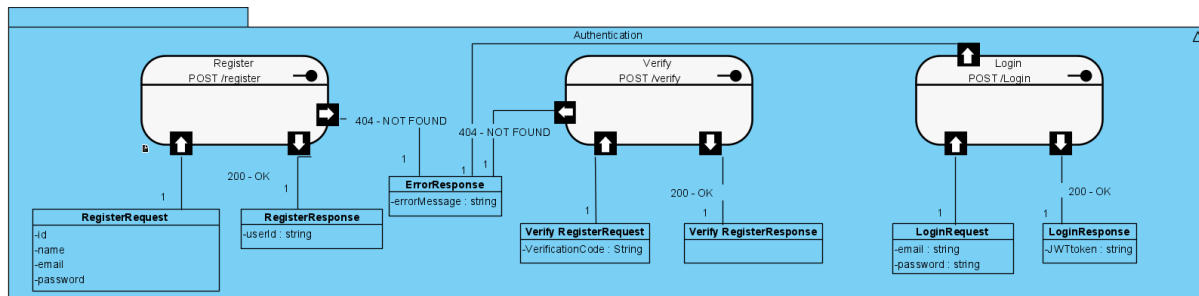 Authentication
Register
POST /register
Verify
POST /verify
Login
POST /Login
404 - NOT FOUND
404 - NOT FOUND
200 - OK
1
1
1
1
1
ErrorResponse
-errorMessage : string
RegisterRequest
-id
-name
-email
-password
RegisterResponse
-userId : string
1
200 - OK
1
Verify RegisterRequest
-VerificationCode : String
Verify RegisterResponse
1
200 - OK
1
LoginRequest
-email : string
-password : string
LoginResponse
-JWTtoken : string